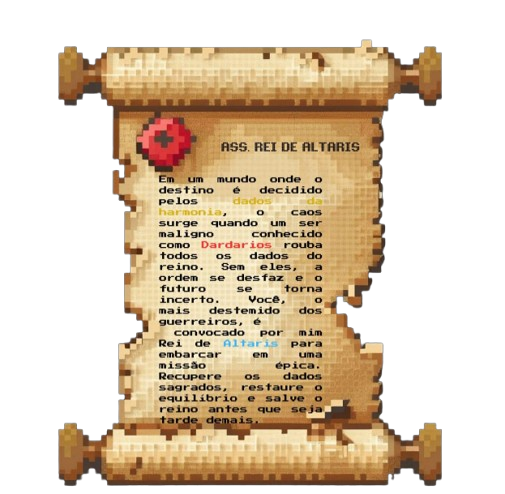 ASS. REI DE ALTARIS
Em um mundo onde o
destino é decidido
pelos dados da
harmonia, o caos
surge quando um ser
maligno conhecido
como Dardarios rouba
todos os dados do
reino. Sem eles, a
ordem se desfaz e o
futuro se torna
incerto. Você, o
mais destemido dos
guerreiros, é
convocado por mim
Rei de Altaris para
embarcar em uma
missão épica.
Recupere os dados
sagrados, restaure o
equilíbrio e salve o
reino antes que seja
tarde demais.